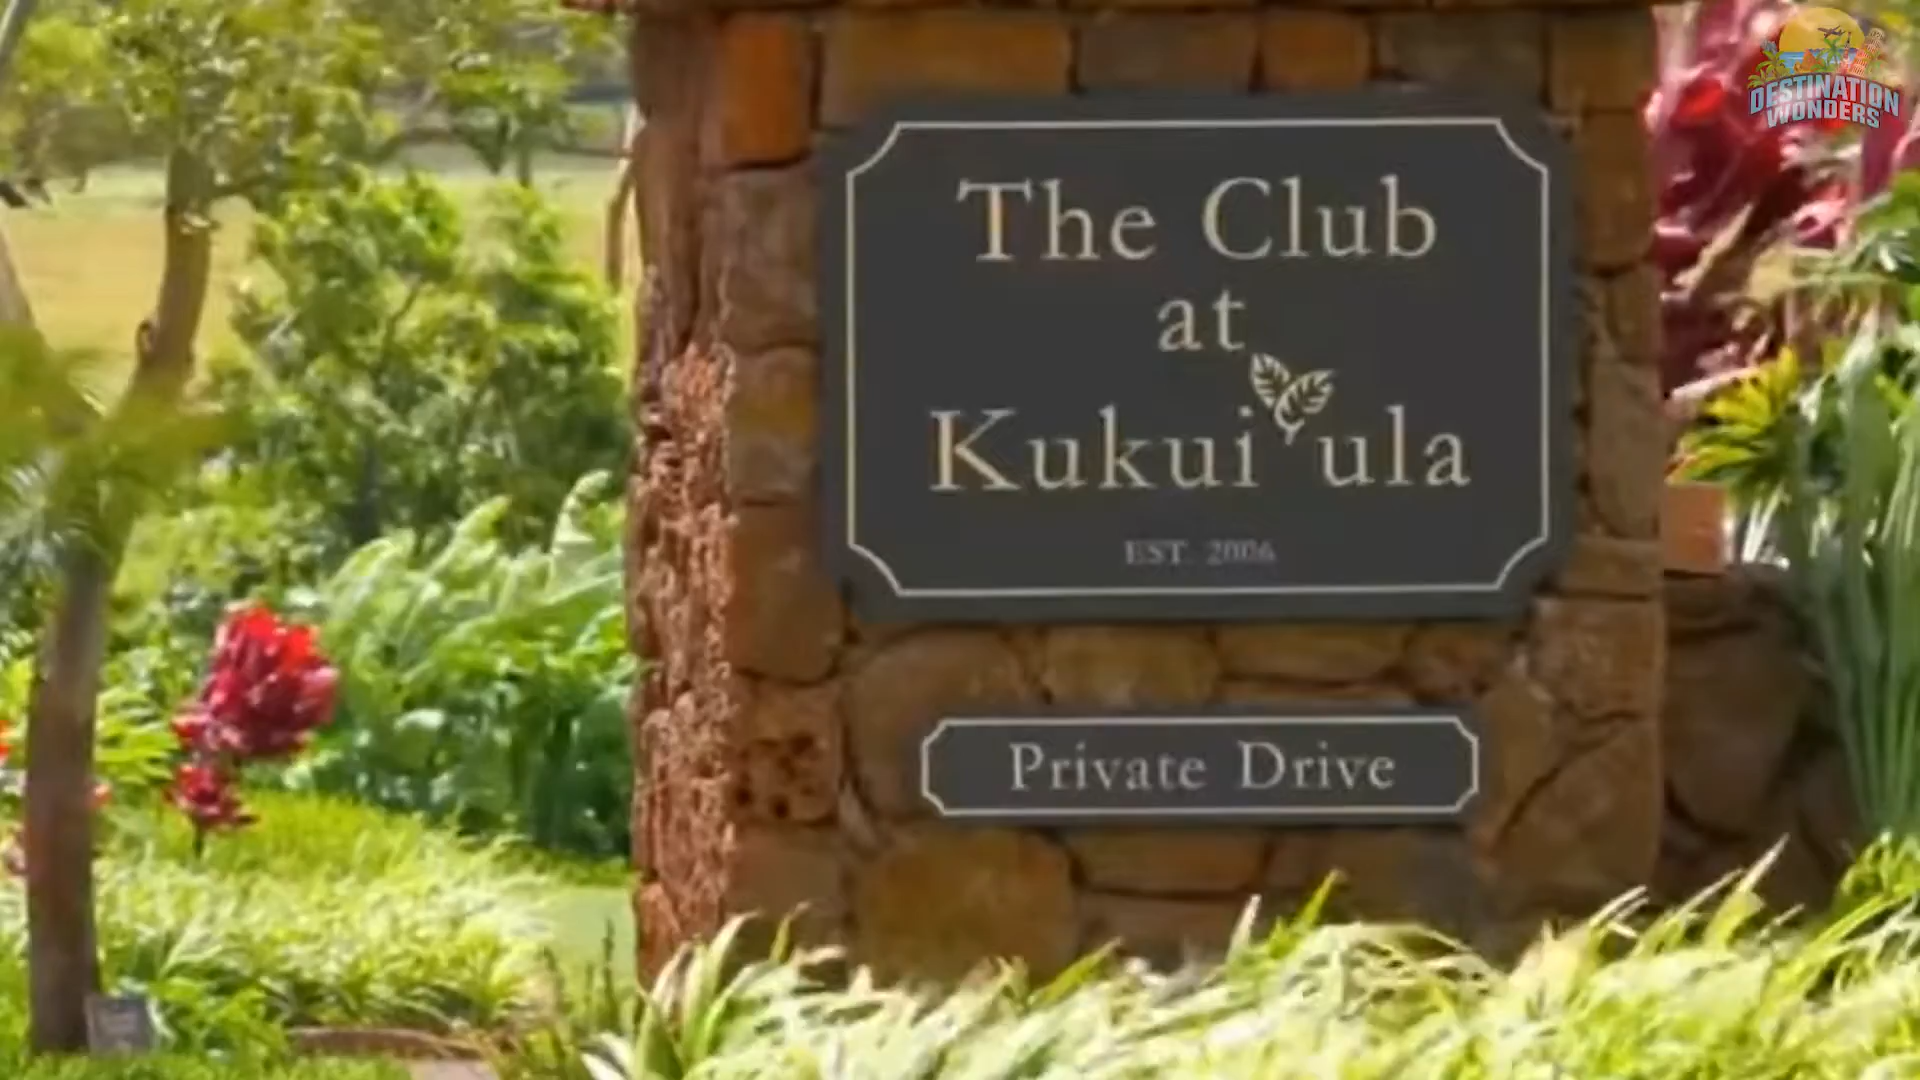 The Club
at
Kukui ula
EST. 2006
Private Drive
DESTINATION
WONDERS